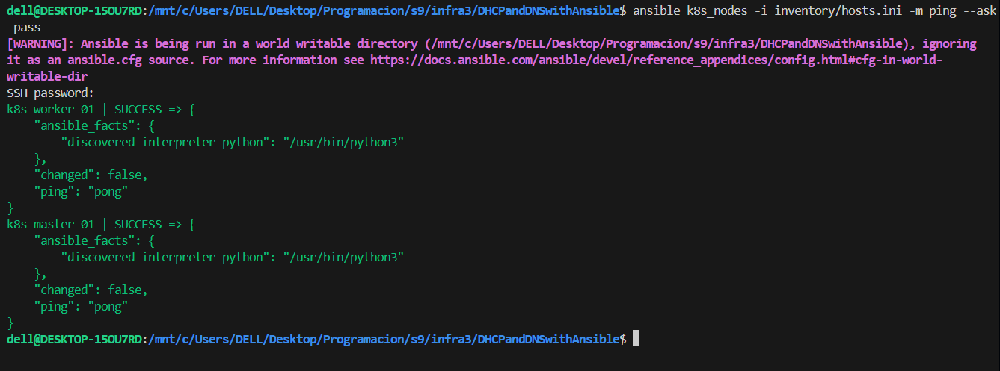 dell@DESKTOP-15OU7RD:/mnt/c/Users/DELL/Desktop/Programacion/s9/infra3/DHCPandDNSwithAnsible$ ansible k8s_nodes -i inventory/hosts.ini -m ping --ask
-pass
[WARNING]: Ansible is being run in a world writable directory (/mnt/c/Users/DELL/Desktop/Programacion/s9/infra3/DHCPandDNSwithAnsible), ignoring
it as an ansible.cfg source. For more information see https://docs.ansible.com/ansible/devel/reference_appendices/config.html#cfg-in-world-
writable-dir
SSH password:
k8s-worker-01 | SUCCESS => {
    "ansible_facts": {
        "discovered_interpreter_python": "/usr/bin/python3"
    },
    "changed": false,
    "ping": "pong"
}
k8s-master-01 | SUCCESS => {
    "ansible_facts": {
        "discovered_interpreter_python": "/usr/bin/python3"
    },
    "changed": false,
    "ping": "pong"
}
dell@DESKTOP-15OU7RD:/mnt/c/Users/DELL/Desktop/Programacion/s9/infra3/DHCPandDNSwithAnsible$